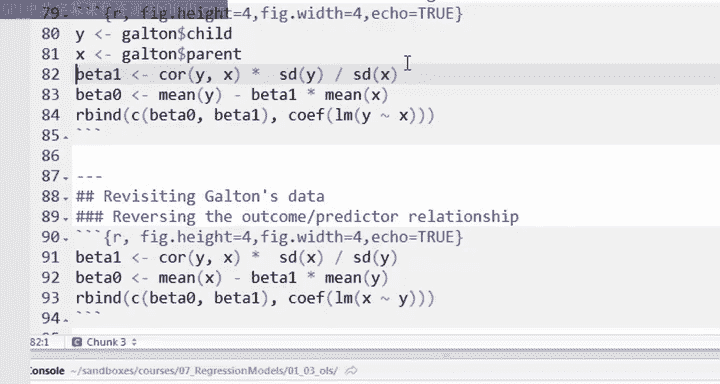 79 ```{r, fig.height=4,fig.width=4,echo=TRUE}
80 y <- galton$child
81 x <- galton$parent
82 beta1 <- cor(y, x) *  sd(y) / sd(x)
83 beta0 <- mean(y) - beta1 * mean(x)
84 rbind(c(beta0, beta1), coef(lm(y ~ x)))
85 ```
86
87 ---
88 ## Revisiting Galton's data
89 ### Reversing the outcome/predictor relationship
90 ```{r, fig.height=4,fig.width=4,echo=TRUE}
91 beta1 <- cor(y, x) *  sd(x) / sd(y)
92 beta0 <- mean(x) - beta1 * mean(y)
93 rbind(c(beta0, beta1), coef(lm(x ~ y)))
94 ```
82:1 C Chunk 3
Console ~/sandboxes/courses/07_RegressionModels/01_03_ols/